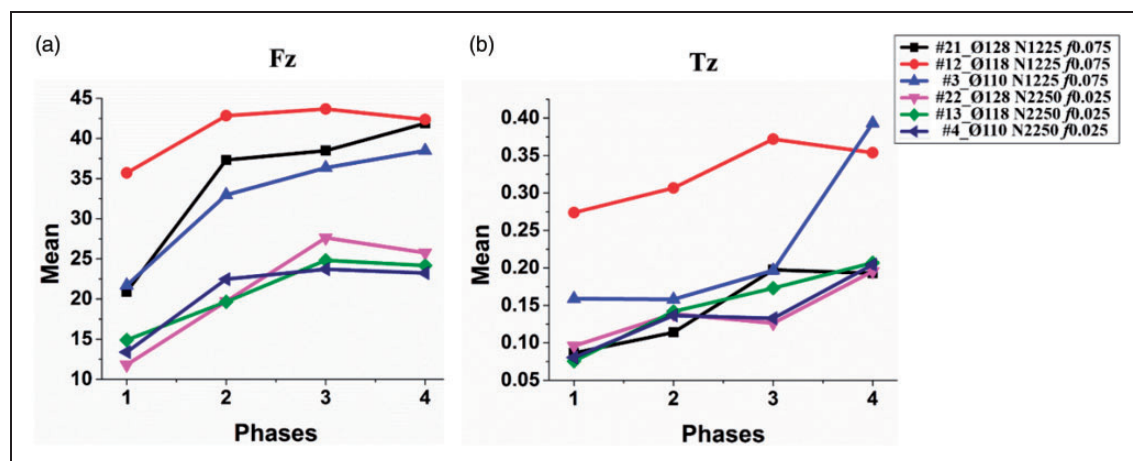 (a)
Fz
Mean
45
40
35
30
25
20
15
10
1 2 3 4
Phases
(b)
Tz
Mean
0.40
0.35
0.30
0.25
0.20
0.15
0.10
0.05
1 2 3 4
Phases
#21_Ø128 N1225 f0.075
#12_Ø118 N1225 f0.075
#3_Ø110 N1225 f0.075
#22_Ø128 N2250 f0.025
#13_Ø118 N2250 f0.025
#4_Ø110 N2250 f0.025